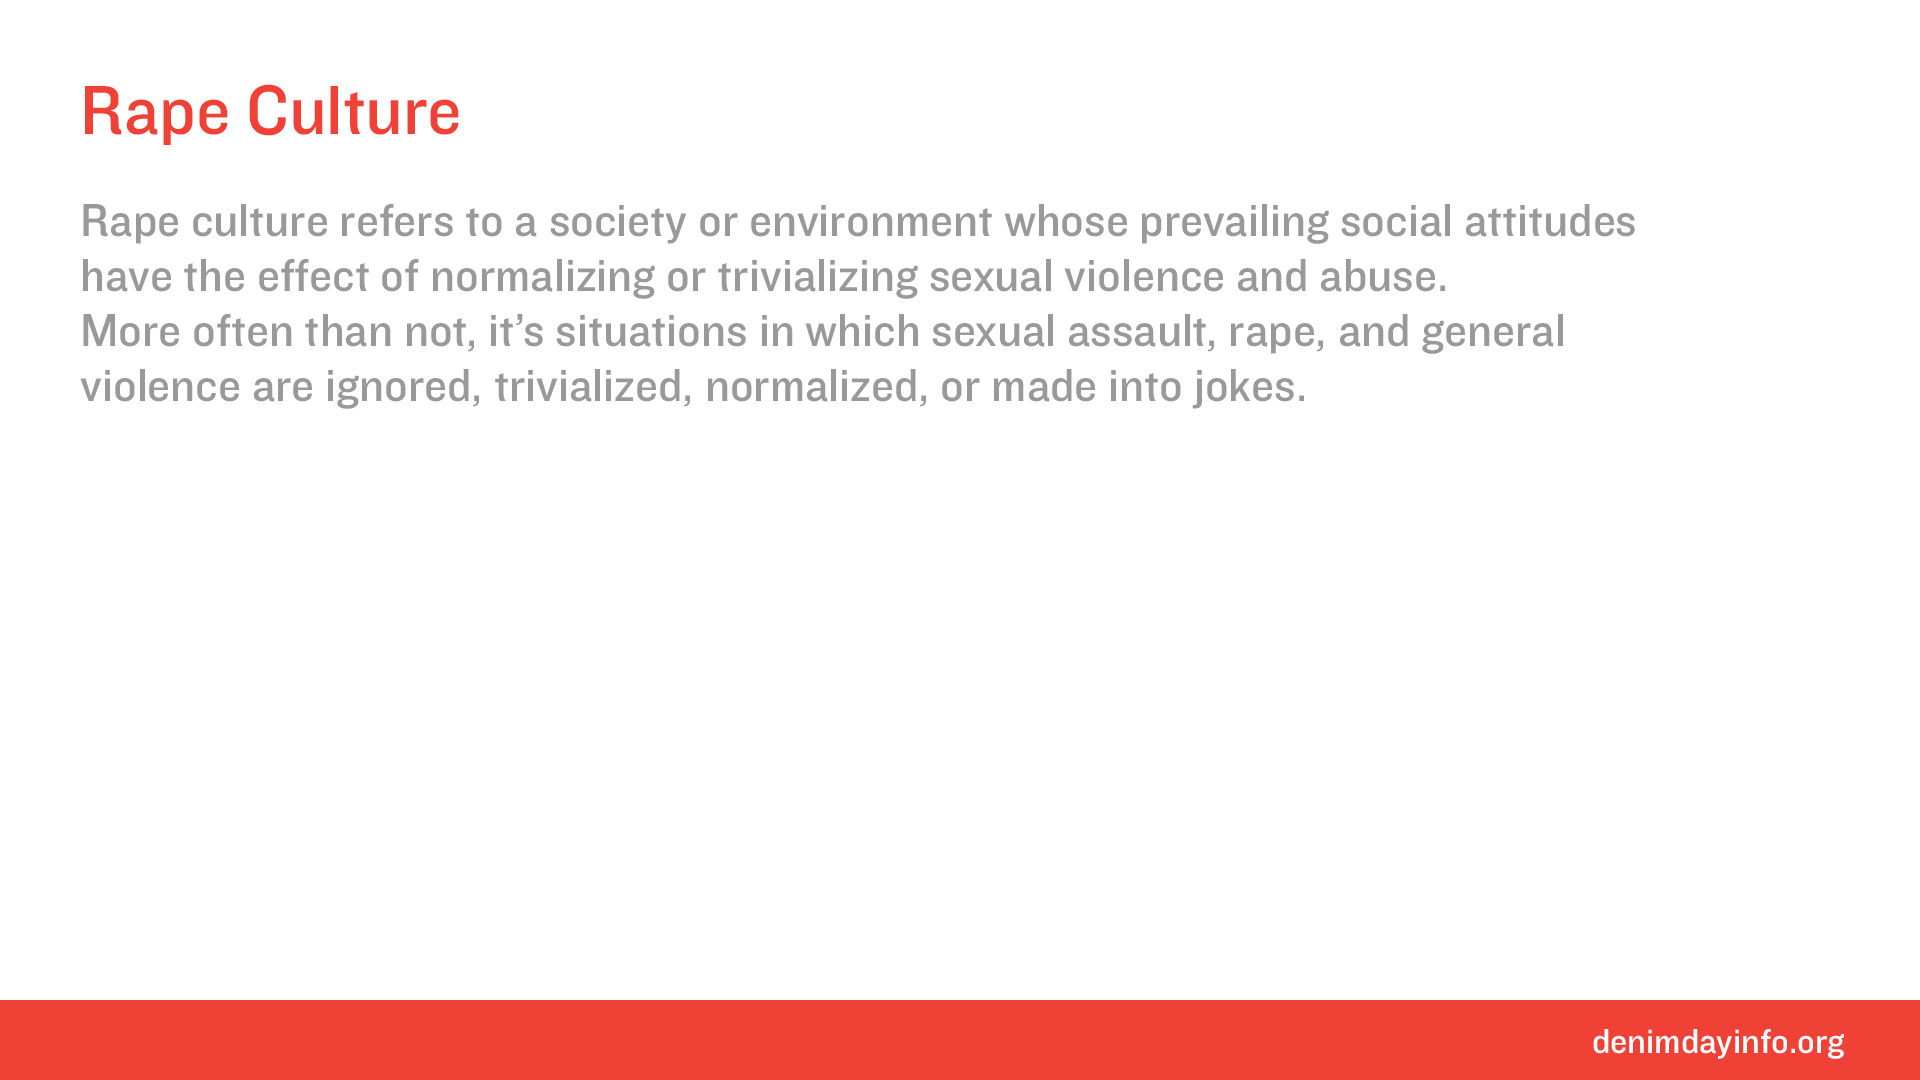 Rape Culture
Rape culture refers to a society or environment whose prevailing social attitudes
have the effect of normalizing or trivializing sexual violence and abuse.
More often than not, it’s situations in which sexual assault, rape, and general
violence are ignored, trivialized, normalized, or made into jokes.
denimdayinfo.org